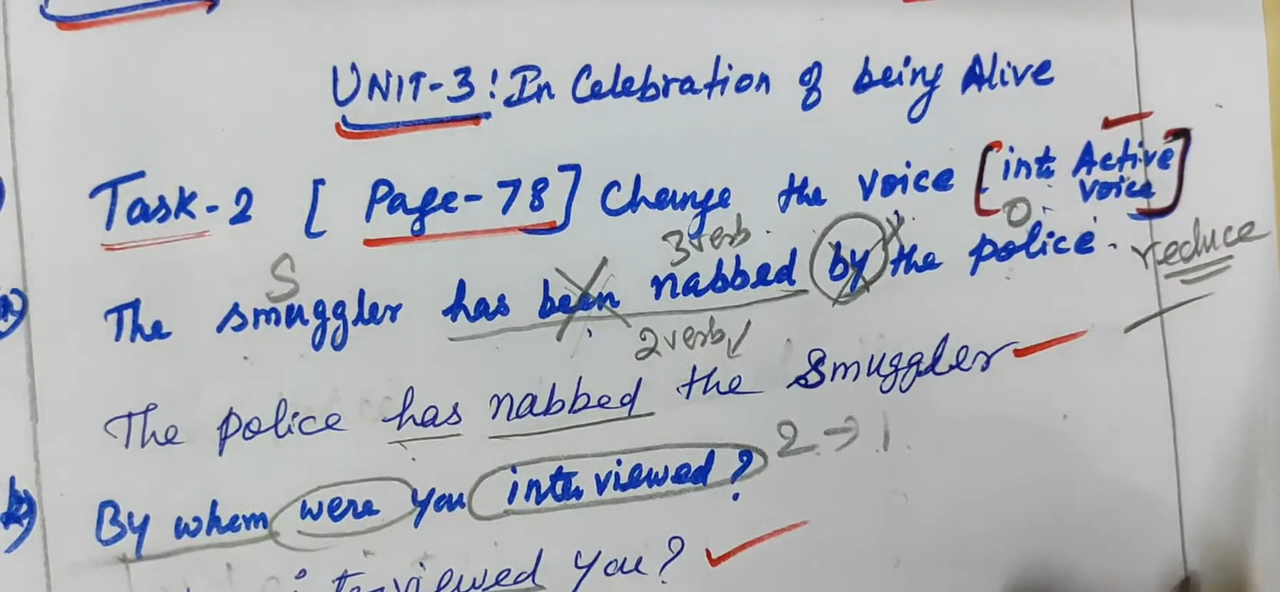 UNIT-3: In Celebration of being Alive
Task-2 [Page-78] Change the voice [into Active voice]
3 verb
S
O
The smuggler has been nabbed by the police.
reduce
2 verb
The police has nabbed the smuggler
2 → 1
b) By whom were you interviewed?
interviewed you?